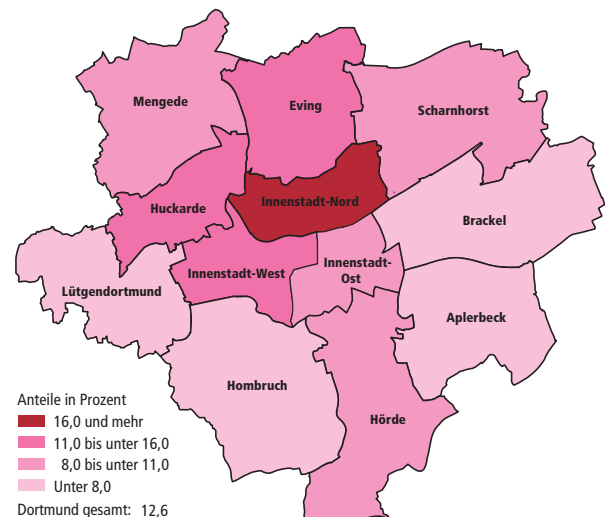 Mengede
Eving
Scharnhorst
Huckarde
Innenstadt-Nord
Brackel
Lütgendortmund
Innenstadt-West
Innenstadt-
Ost
Aplerbeck
Hombruch
Hörde
Anteile in Prozent
16,0 und mehr
11,0 bis unter 16,0
8,0 bis unter 11,0
Unter 8,0
Dortmund gesamt: 12,6